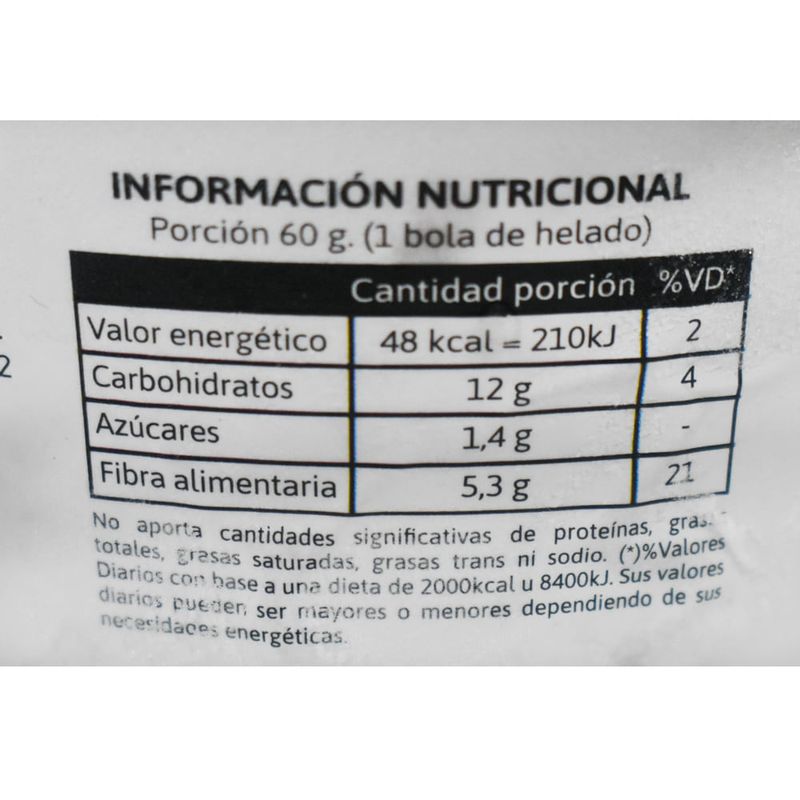 INFORMACIÓN NUTRICIONAL
Porción 60 g. (1 bola de helado)
Cantidad porción %VD*
Valor energético 48 kcal = 210kJ 2
Carbohidratos 12 g 4
Azúcares 1,4 g -
Fibra alimentaria 5,3 g 21
No aporta cantidades significativas de proteínas,
totales, grasas saturadas, grasas trans ni sodio. (*)%Valores
Diarios con base a una dieta de 2000kcal u 8400kJ. Sus valores
diarios pueden ser mayores o menores dependiendo de sus
necesidades energéticas.
2